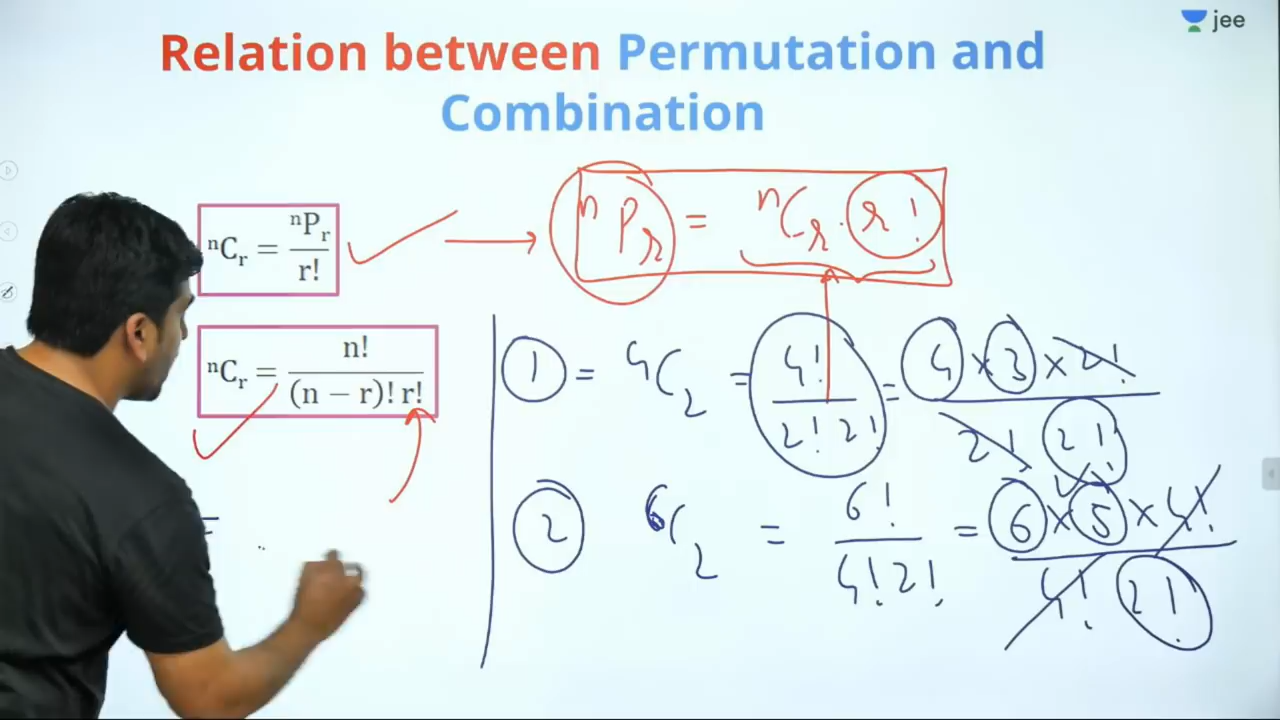 jee
Relation between Permutation and
Combination
ⁿCᵣ = ⁿPᵣ / r!
ⁿPᵣ = ⁿCᵣ · r!
ⁿCᵣ = n! / (n – r)! r!
1 = ⁴C₂ = 4! / 2! 2! = 4 × 3 × 2! / 2! 2!
2 ⁶C₂ = 6! / 4! 2! = 6 × 5 × 4! / 4! 2!
=